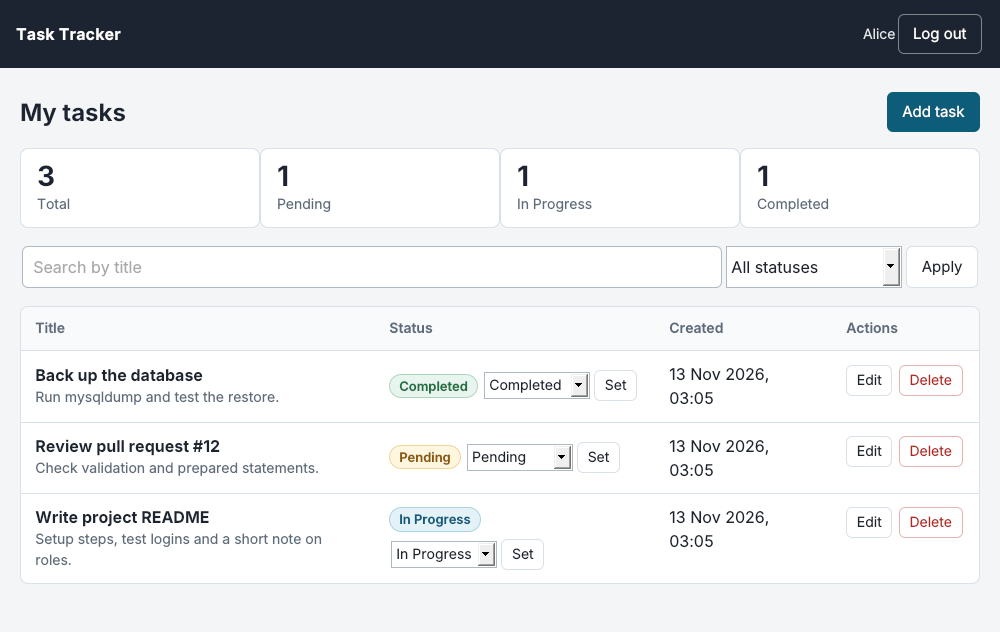 Task Tracker
Alice Log out
My tasks
Add task
3
Total
1
Pending
1
In Progress
1
Completed
Search by title
All statuses
Apply
Title Status Created Actions
Back up the database
Run mysqldump and test the restore.
Completed Completed Set
13 Nov 2026,
03:05
Edit Delete
Review pull request #12
Check validation and prepared statements.
Pending Pending Set
13 Nov 2026,
03:05
Edit Delete
Write project README
Setup steps, test logins and a short note on
roles.
In Progress
In Progress Set
13 Nov 2026,
03:05
Edit Delete